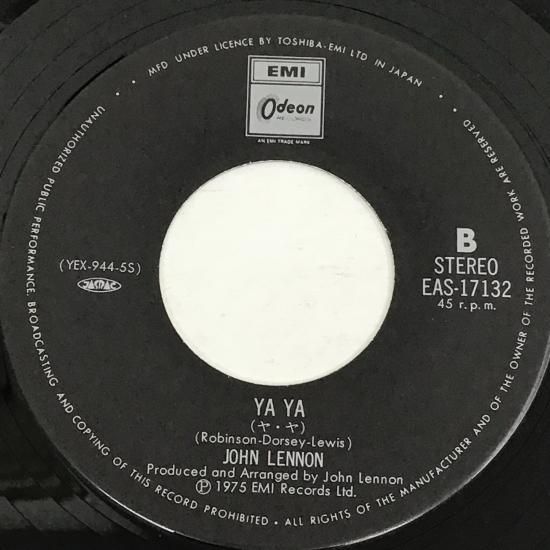 UNAUTHORIZED PUBLIC PERFORMANCE. BROADCASTING AND COPYING OF THIS RECORD PROHIBITED • ALL RIGHTS OF THE MANUFACTURER AND OF THE OWNER OF THE RECORDED WORK ARE RESERVED
• MFD UNDER LICENCE BY TOSHIBA-EMI LTD IN JAPAN •
EMI
Odeon
RECORDS
AN EMI TRADE MARK
(YEX-944-5S)
JASRAC
B
STEREO
EAS-17132
45 r.p.m.
YA YA
(ヤ・ヤ)
(Robinson-Dorsey-Lewis)
JOHN LENNON
Produced and Arranged by John Lennon
Ⓟ 1975 EMI Records Ltd.